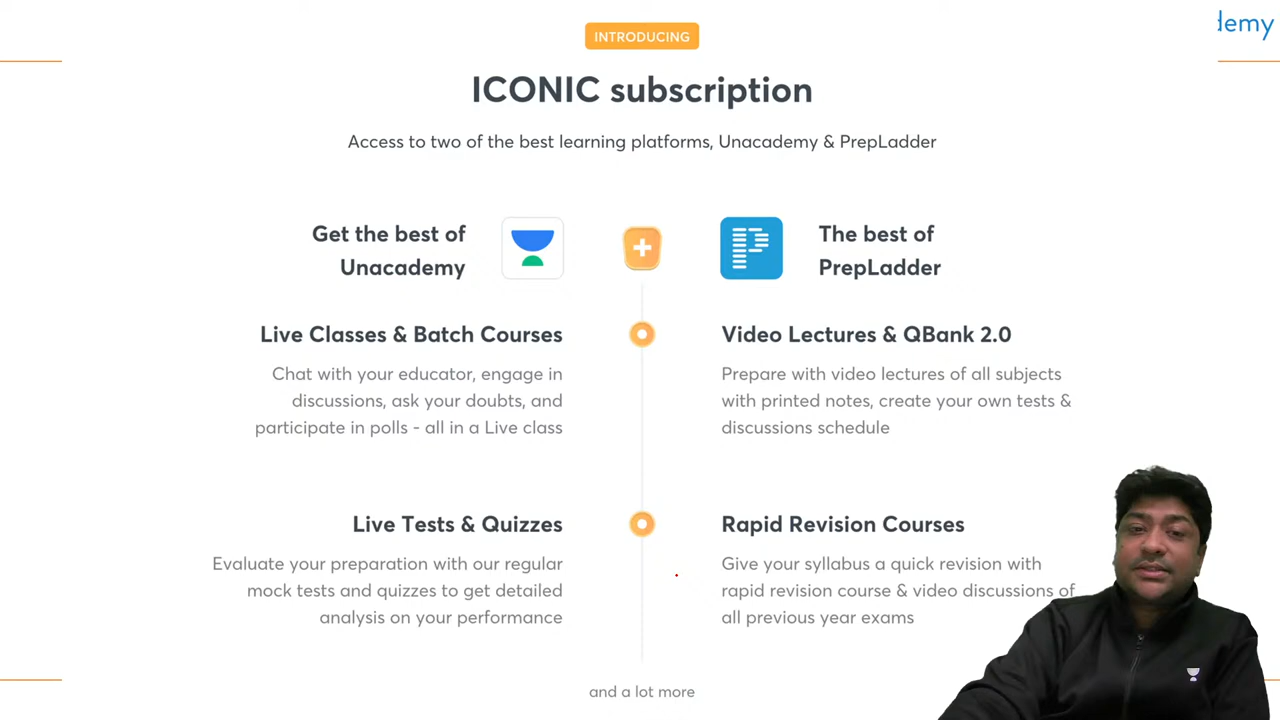 demy
INTRODUCING
ICONIC subscription
Access to two of the best learning platforms, Unacademy & PrepLadder
Get the best of
Unacademy
The best of
PrepLadder
Live Classes & Batch Courses
Chat with your educator, engage in
discussions, ask your doubts, and
participate in polls - all in a Live class
Video Lectures & QBank 2.0
Prepare with video lectures of all subjects
with printed notes, create your own tests &
discussions schedule
Live Tests & Quizzes
Evaluate your preparation with our regular
mock tests and quizzes to get detailed
analysis on your performance
Rapid Revision Courses
Give your syllabus a quick revision with
rapid revision course & video discussions of
all previous year exams
and a lot more